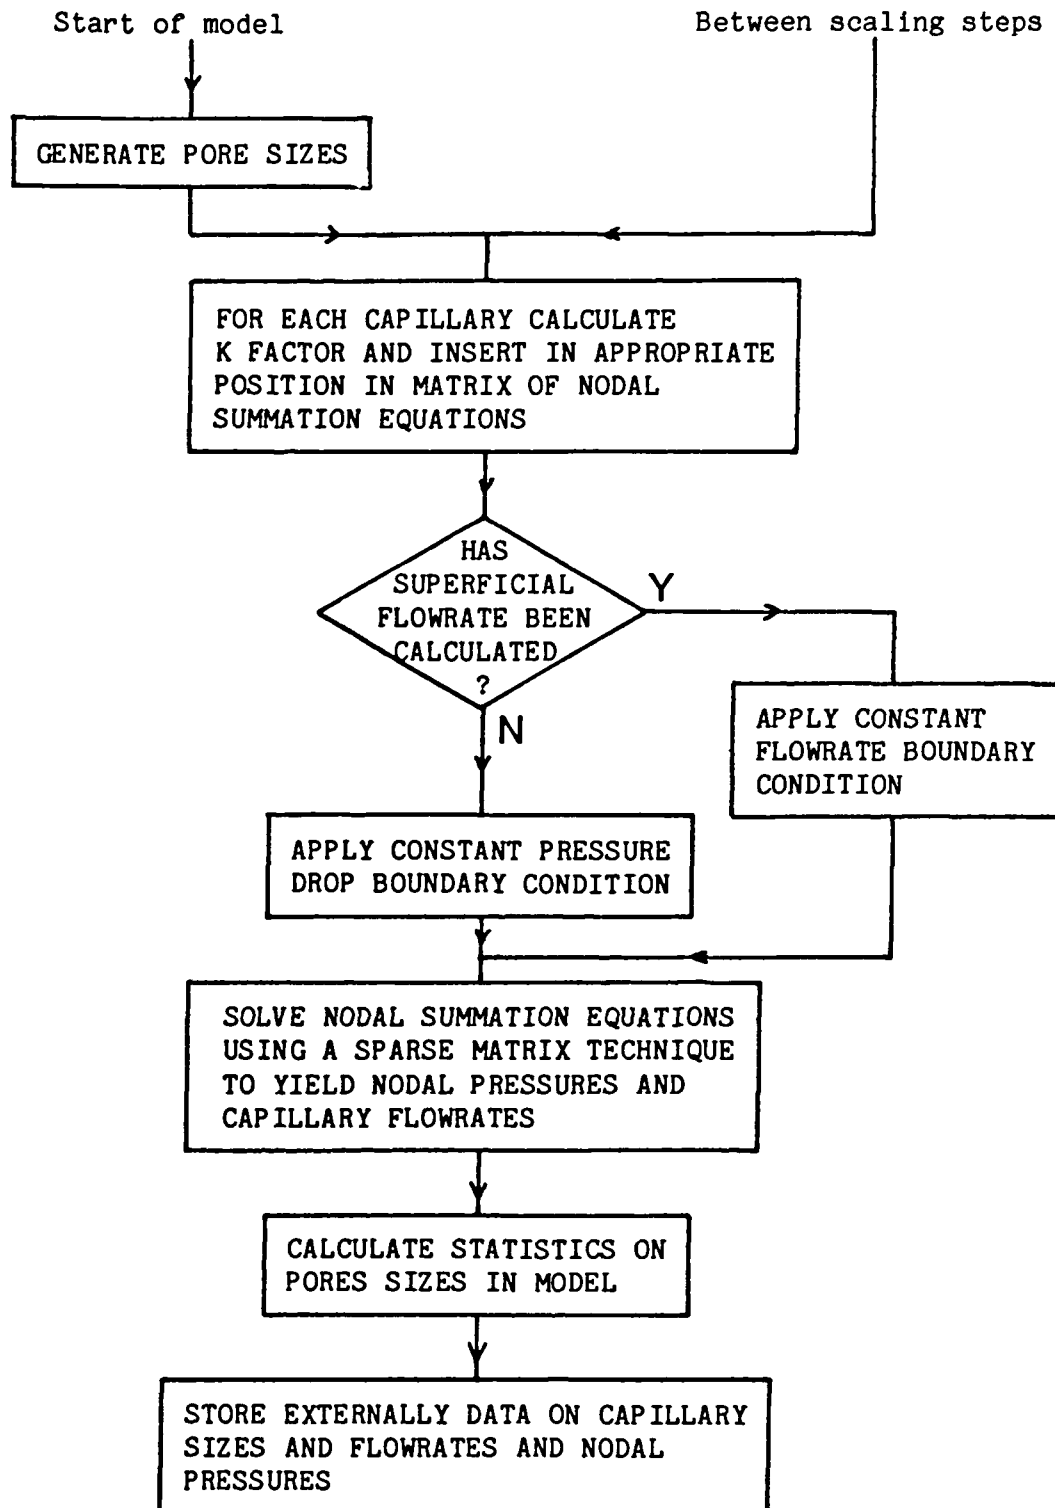 Start of model
Between scaling steps
GENERATE PORE SIZES
FOR EACH CAPILLARY CALCULATE
K FACTOR AND INSERT IN APPROPRIATE
POSITION IN MATRIX OF NODAL
SUMMATION EQUATIONS
HAS
SUPERFICIAL
FLOWRATE BEEN
CALCULATED
?
Y
N
APPLY CONSTANT
FLOWRATE BOUNDARY
CONDITION
APPLY CONSTANT PRESSURE
DROP BOUNDARY CONDITION
SOLVE NODAL SUMMATION EQUATIONS
USING A SPARSE MATRIX TECHNIQUE
TO YIELD NODAL PRESSURES AND
CAPILLARY FLOWRATES
CALCULATE STATISTICS ON
PORES SIZES IN MODEL
STORE EXTERNALLY DATA ON CAPILLARY
SIZES AND FLOWRATES AND NODAL
PRESSURES